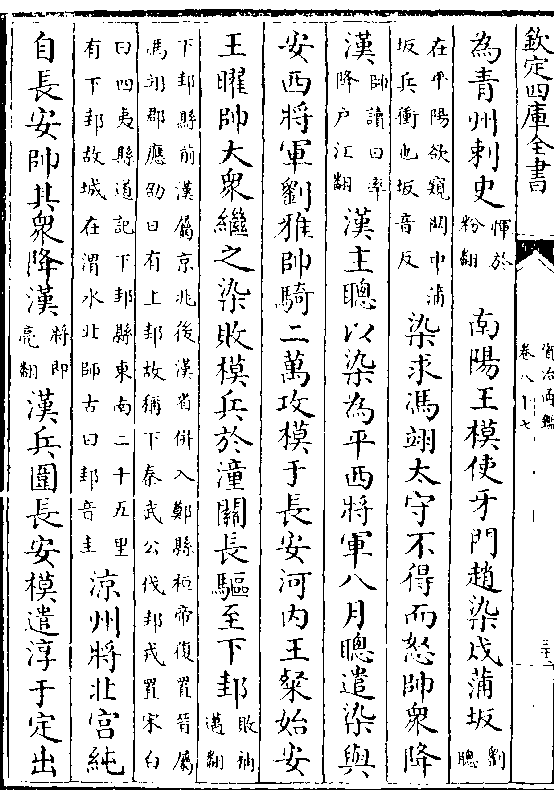 欽定四庫全書
資治通鑑
卷八十七
為青州刺史惲於粉翻南陽王模使牙門趙染戍蒲坂劉聰
在平陽欲窺關中蒲坂兵衝也坂音反染求馮翊太守不得而怒帥衆降
漢帥讀曰率降户江翻漢主聰以染為平西將軍八月聰遣染與
安西將軍劉雅帥騎二萬攻模于長安河内王粲始安
王曜帥大衆繼之染敗模兵於潼關長驅至下邽敗補邁翻
下邽縣前漢屬京兆後漢省併入鄭縣桓帝復置晉屬
馮翊郡應劭曰有上邽故稱下秦武公伐邽戎置宋白
曰四夷縣道記下邽縣東南二十五里有下邽故城在渭水北師古曰邽音圭涼州將北宫純
自長安帥其衆降漢將即亮翻漢兵圍長安模遣淳于定出